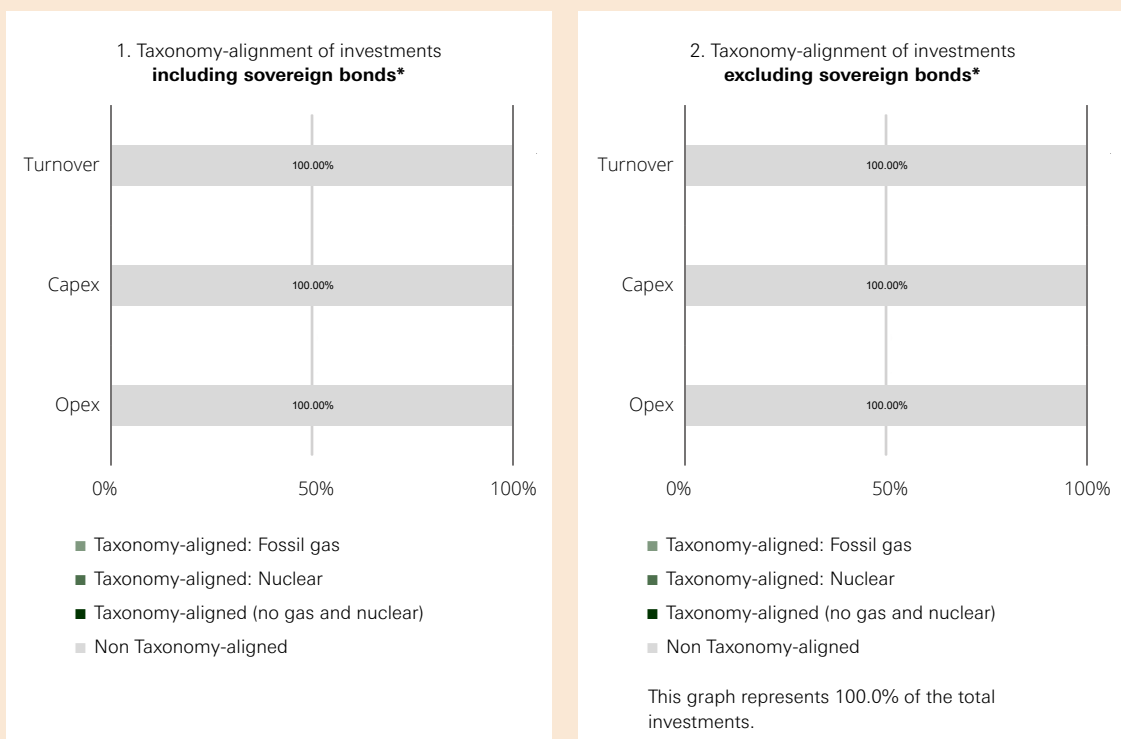 1. Taxonomy-alignment of investments
including sovereign bonds*
Turnover
100.00%
Capex
100.00%
Opex
100.00%
0%
50%
100%
Taxonomy-aligned: Fossil gas
Taxonomy-aligned: Nuclear
Taxonomy-aligned (no gas and nuclear)
Non Taxonomy-aligned
2. Taxonomy-alignment of investments
excluding sovereign bonds*
Turnover
100.00%
Capex
100.00%
Opex
100.00%
0%
50%
100%
Taxonomy-aligned: Fossil gas
Taxonomy-aligned: Nuclear
Taxonomy-aligned (no gas and nuclear)
Non Taxonomy-aligned
This graph represents 100.0% of the total
investments.